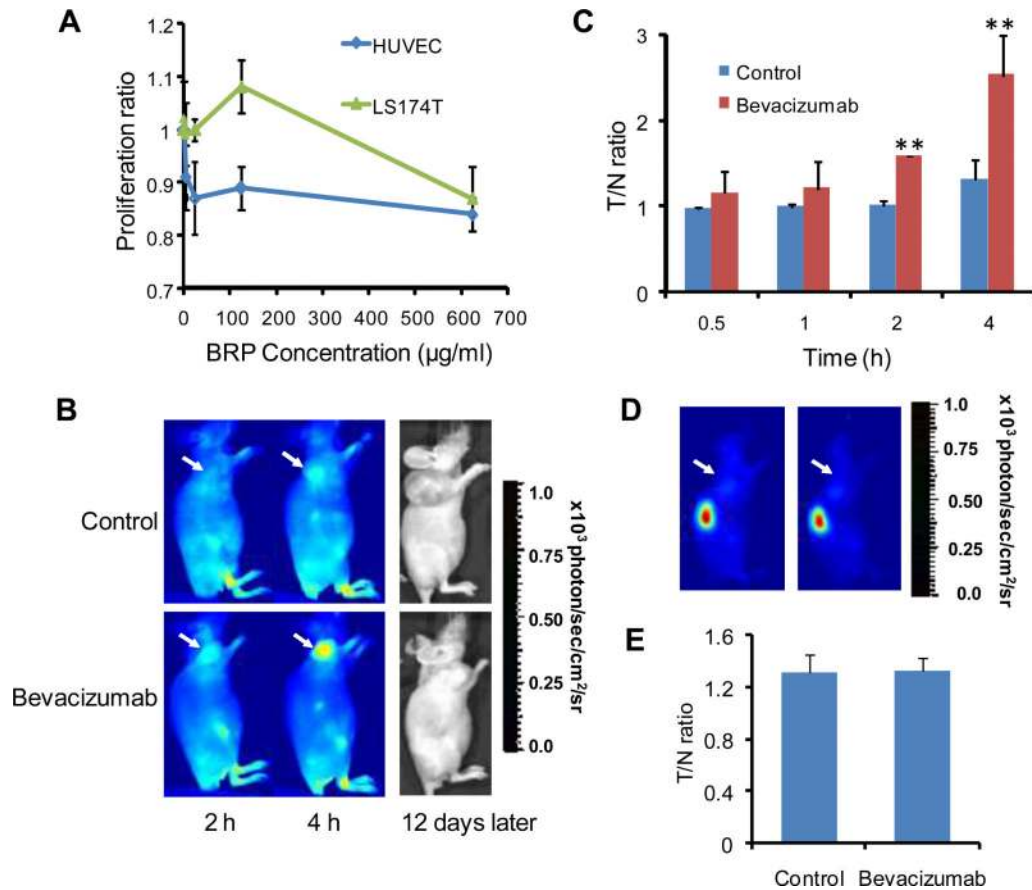 A
1.2
1.1
1
0.9
0.8
0.7
Proliferation ratio
HUVEC
LS174T
0 100 200 300 400 500 600 700
BRP Concentration (µg/ml)
C
3
2
1
0
T/N ratio
Control
Bevacizumab
**
**
0.5 1 2 4
Time (h)
B
Control
Bevacizumab
2 h 4 h 12 days later
1.0
0.75
0.50
0.25
0.0
x10³ photon/sec/cm²/sr
D
1.0
0.75
0.50
0.25
0.0
x10³ photon/sec/cm²/sr
E
1.6
1.2
0.8
0.4
0
T/N ratio
Control Bevacizumab